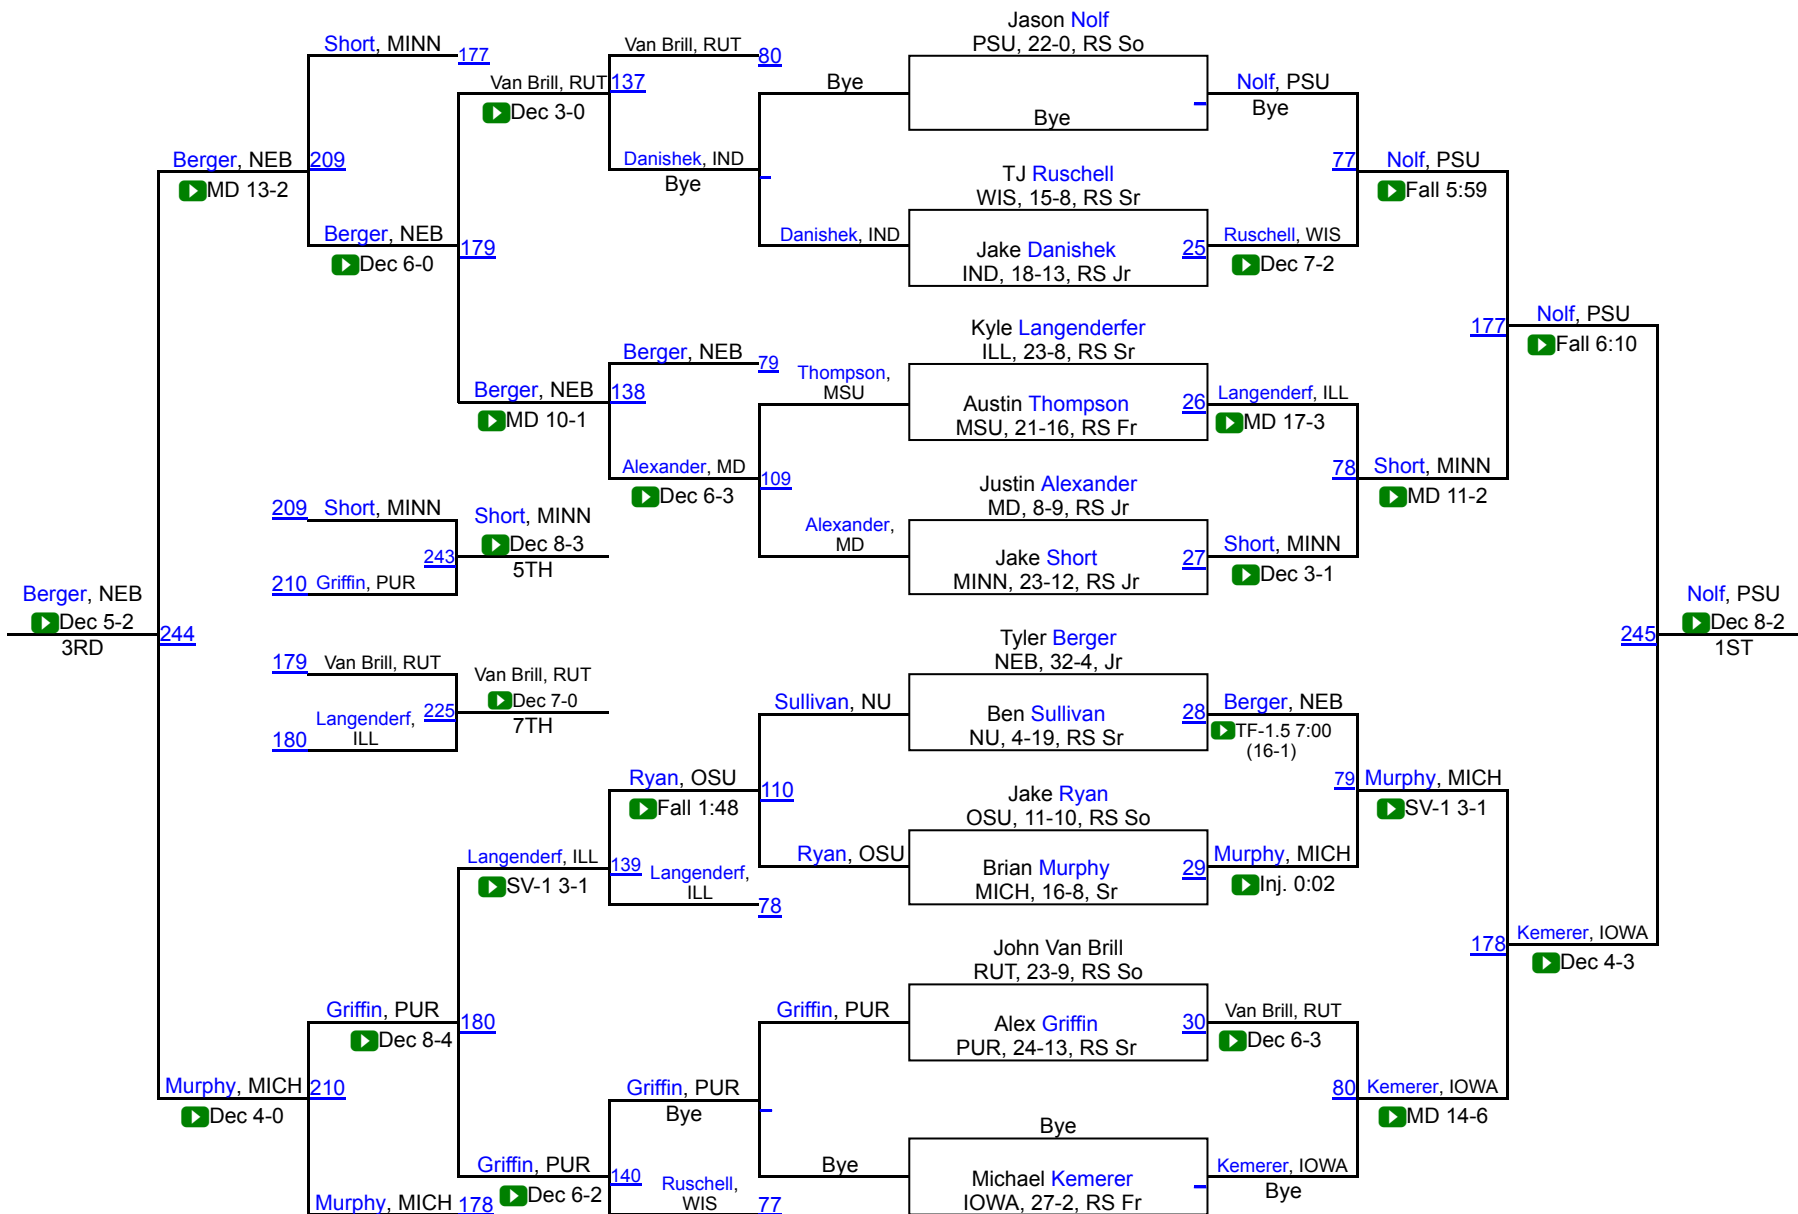 Jason Nolf
PSU, 22-0, RS So
Short, MINN
177
Van Brill, RUT
80
Van Brill, RUT
137
Dec 3-0
Bye
Bye
Nolf, PSU
Bye
Berger, NEB
209
MD 13-2
Danishek, IND
Bye
TJ Ruschell
WIS, 15-8, RS Sr
77
Nolf, PSU
Fall 5:59
Berger, NEB
179
Dec 6-0
Danishek, IND
Jake Danishek
IND, 18-13, RS Jr
25
Ruschell, WIS
Dec 7-2
Kyle Langenderfer
ILL, 23-8, RS Sr
177
Nolf, PSU
Fall 6:10
Berger, NEB
79
Thompson,
MSU
Berger, NEB
138
MD 10-1
Austin Thompson
MSU, 21-16, RS Fr
26
Langenderf, ILL
MD 17-3
Alexander, MD
109
Dec 6-3
Justin Alexander
MD, 8-9, RS Jr
78
Short, MINN
MD 11-2
209
Short, MINN
Short, MINN
243
Dec 8-3
5TH
210
Griffin, PUR
Alexander,
MD
Jake Short
MINN, 23-12, RS Jr
27
Short, MINN
Dec 3-1
Berger, NEB
Dec 5-2
3RD
244
Nolf, PSU
245
Dec 8-2
1ST
179
Van Brill, RUT
Van Brill, RUT
225
Dec 7-0
7TH
Langenderf,
ILL
180
Tyler Berger
NEB, 32-4, Jr
Sullivan, NU
Ben Sullivan
NU, 4-19, RS Sr
28
Berger, NEB
TF-1.5 7:00
(16-1)
Ryan, OSU
110
Fall 1:48
Jake Ryan
OSU, 11-10, RS So
79
Murphy, MICH
SV-1 3-1
Langenderf, ILL
139
SV-1 3-1
Langenderf,
ILL
78
Ryan, OSU
Brian Murphy
MICH, 16-8, Sr
29
Murphy, MICH
Inj. 0:02
John Van Brill
RUT, 23-9, RS So
178
Kemerer, IOWA
Dec 4-3
Griffin, PUR
180
Dec 8-4
Griffin, PUR
Alex Griffin
PUR, 24-13, RS Sr
30
Van Brill, RUT
Dec 6-3
Murphy, MICH
210
Dec 4-0
Griffin, PUR
Bye
80
Kemerer, IOWA
MD 14-6
Bye
Griffin, PUR
140
Dec 6-2
Bye
Michael Kemerer
IOWA, 27-2, RS Fr
Kemerer, IOWA
Bye
Murphy, MICH
178
Ruschell,
WIS
77